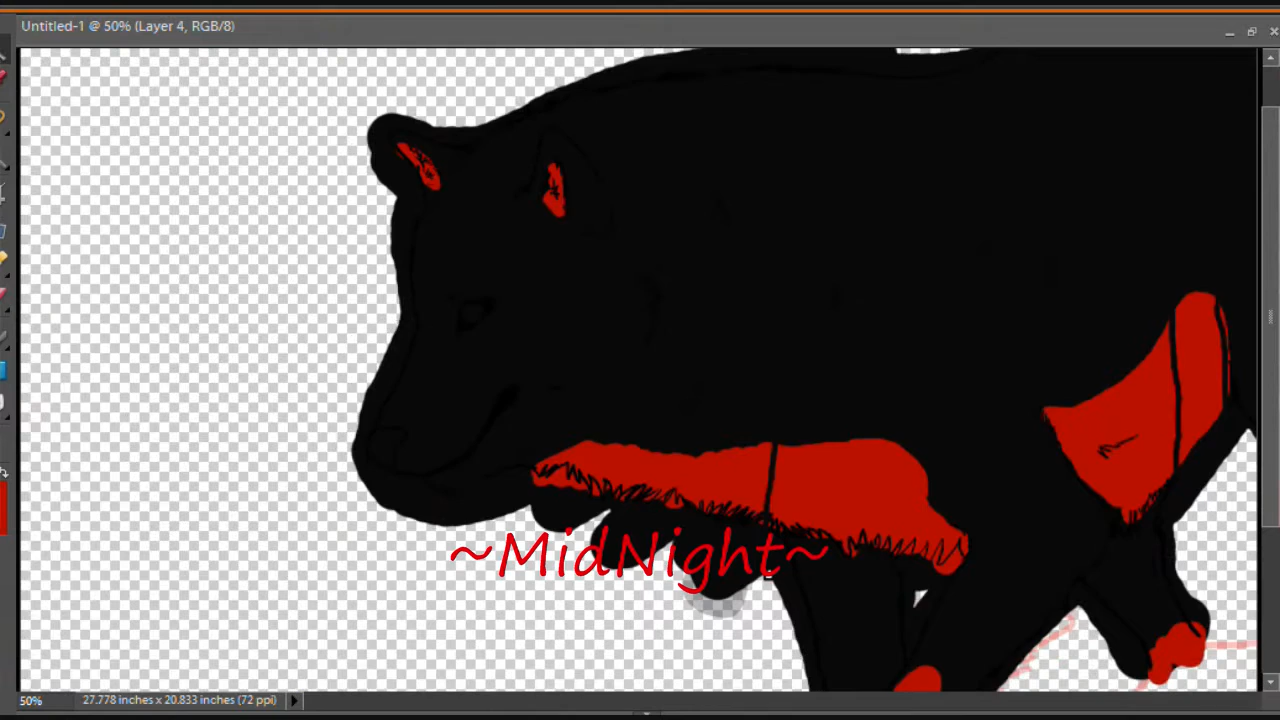 Untitled-1 @ 50% (Layer 4, RGB/8)
~MidNight~
50%
27.778 inches x 20.833 inches (72 ppi)